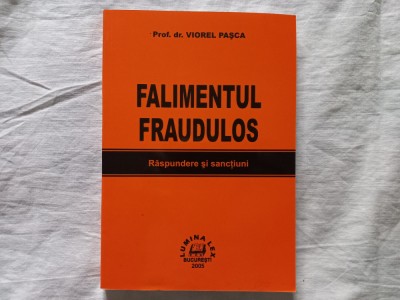 Prof. dr. VIOREL PAŞCA
FALIMENTUL
FRAUDULOS
Răspundere şi sancţiuni
LUMINA LEX
BUCUREŞTI
2005